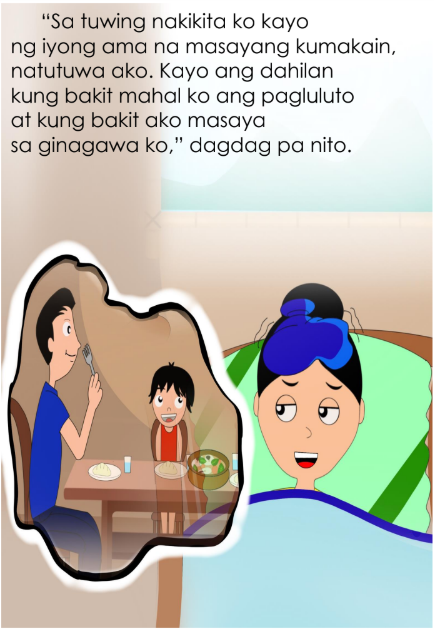 “Sa tuwing nakikita ko kayo
ng iyong ama na masayang kumakain,
natutuwa ako. Kayo ang dahilan
kung bakit mahal ko ang pagluluto
at kung bakit ako masaya
sa ginagawa ko,” dagdag pa nito.